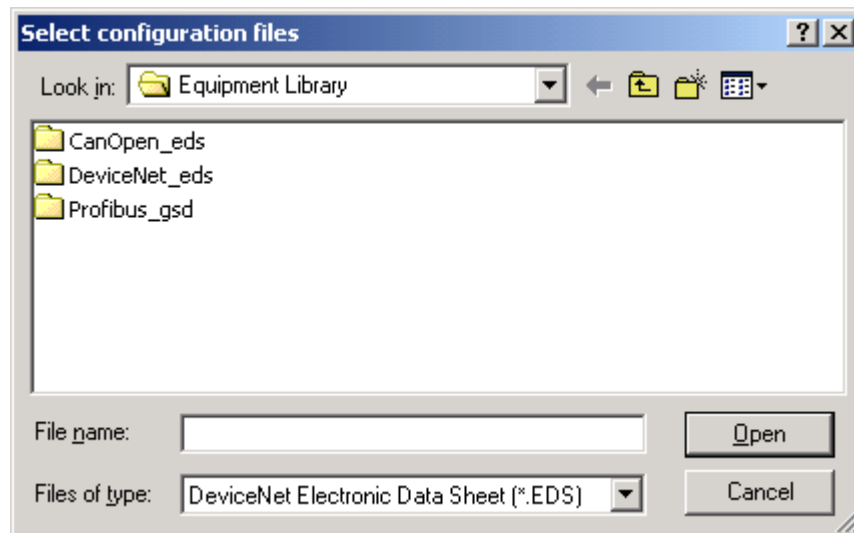 Select configuration files
Look in: Equipment Library
CanOpen_eds
DeviceNet_eds
Profibus_gsd
File name: Open
Files of type: DeviceNet Electronic Data Sheet (*.EDS) Cancel